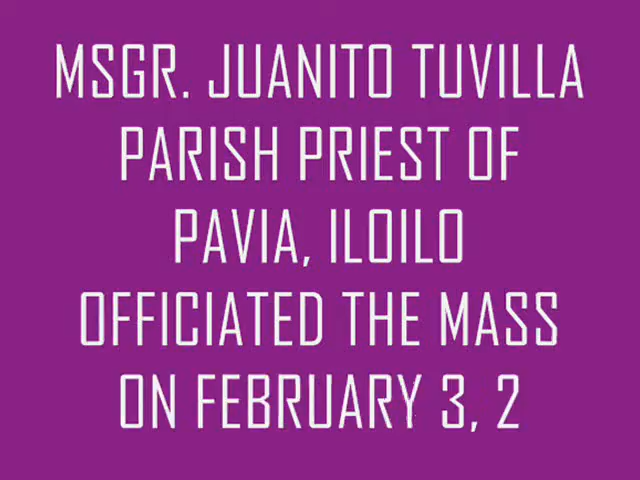 MSGR. JUANITO TUVILLA
PARISH PRIEST OF
PAVIA, ILOILO
OFFICIATED THE MASS
ON FEBRUARY 3, 2